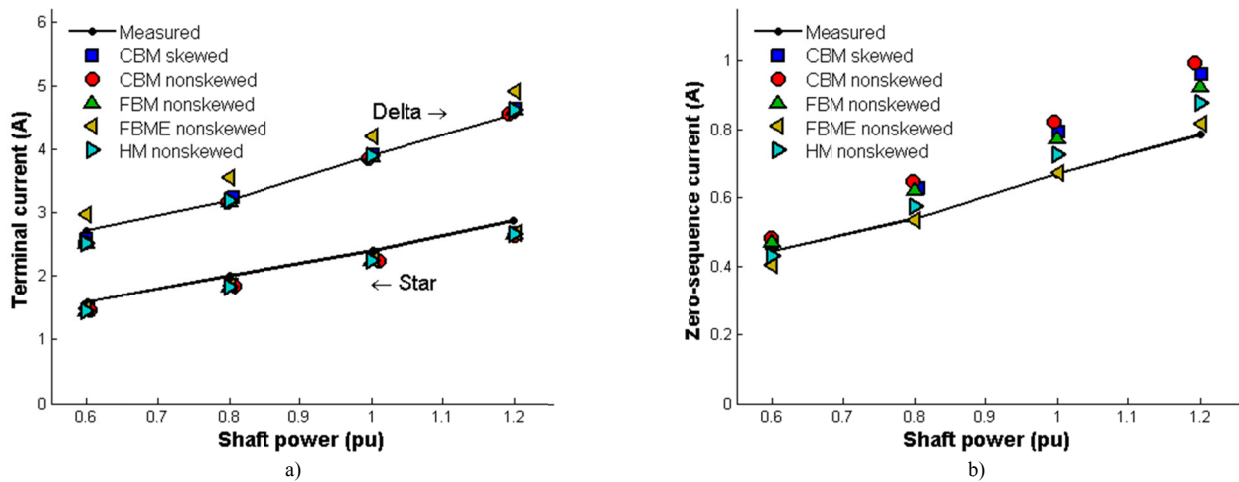 6
5
4
3
2
1
0
Terminal current (A)
Measured
CBM skewed
CBM nonskewed
FBM nonskewed
FBME nonskewed
HM nonskewed
Delta →
← Star
0.6 0.7 0.8 0.9 1 1.1 1.2
Shaft power (pu)
a)
1
0.8
0.6
0.4
0.2
0
Zero-sequence current (A)
Measured
CBM skewed
CBM nonskewed
FBM nonskewed
FBME nonskewed
HM nonskewed
0.6 0.7 0.8 0.9 1 1.1 1.2
Shaft power (pu)
b)